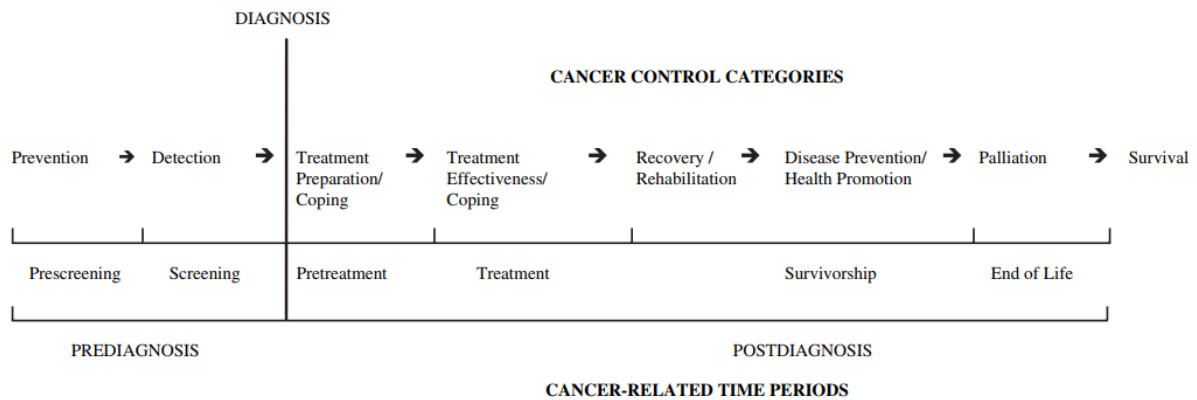 DIAGNOSIS
CANCER CONTROL CATEGORIES
Prevention → Detection → Treatment → Treatment → Recovery / → Disease Prevention/ → Palliation → Survival
Preparation/ Effectiveness/ Rehabilitation Health Promotion
Coping Coping
Prescreening Screening Pretreatment Treatment Survivorship End of Life
PREDIAGNOSIS POSTDIAGNOSIS
CANCER-RELATED TIME PERIODS